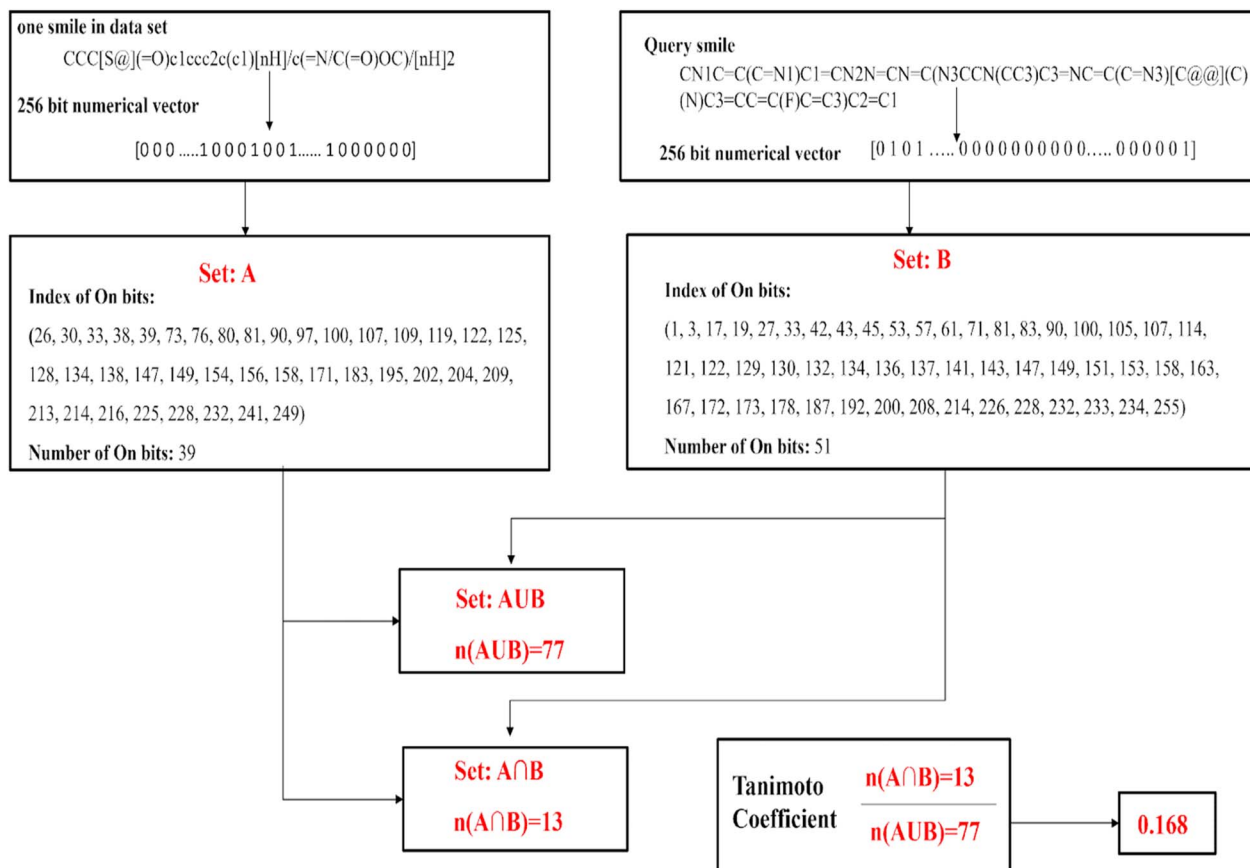 one smile in data set
CCC[S@](=O)c1ccc2c(c1)[nH]/c(=N/C(=O)OC)/[nH]2
256 bit numerical vector
[0 0 0 .....1 0 0 0 1 0 0 1...... 1 0 0 0 0 0 0]
Query smile
CN1C=C(C=N1)C1=CN2N=CN=C(N3CCN(CC3)C3=NC=C(C=N3)[C@@](C)
(N)C3=CC=C(F)C=C3)C2=C1
256 bit numerical vector [0 1 0 1 ..... 0 0 0 0 0 0 0 0 0 0 0..... 0 0 0 0 0 1]
Set: A
Index of On bits:
(26, 30, 33, 38, 39, 73, 76, 80, 81, 90, 97, 100, 107, 109, 119, 122, 125,
128, 134, 138, 147, 149, 154, 156, 158, 171, 183, 195, 202, 204, 209,
213, 214, 216, 225, 228, 232, 241, 249)
Number of On bits: 39
Set: B
Index of On bits:
(1, 3, 17, 19, 27, 33, 42, 43, 45, 53, 57, 61, 71, 81, 83, 90, 100, 105, 107, 114,
121, 122, 129, 130, 132, 134, 136, 137, 141, 143, 147, 149, 151, 153, 158, 163,
167, 172, 173, 178, 187, 192, 200, 208, 214, 226, 228, 232, 233, 234, 255)
Number of On bits: 51
Set: AUB
n(AUB)=77
Set: A∩B
n(A∩B)=13
Tanimoto
Coefficient
n(A∩B)=13
n(AUB)=77
0.168